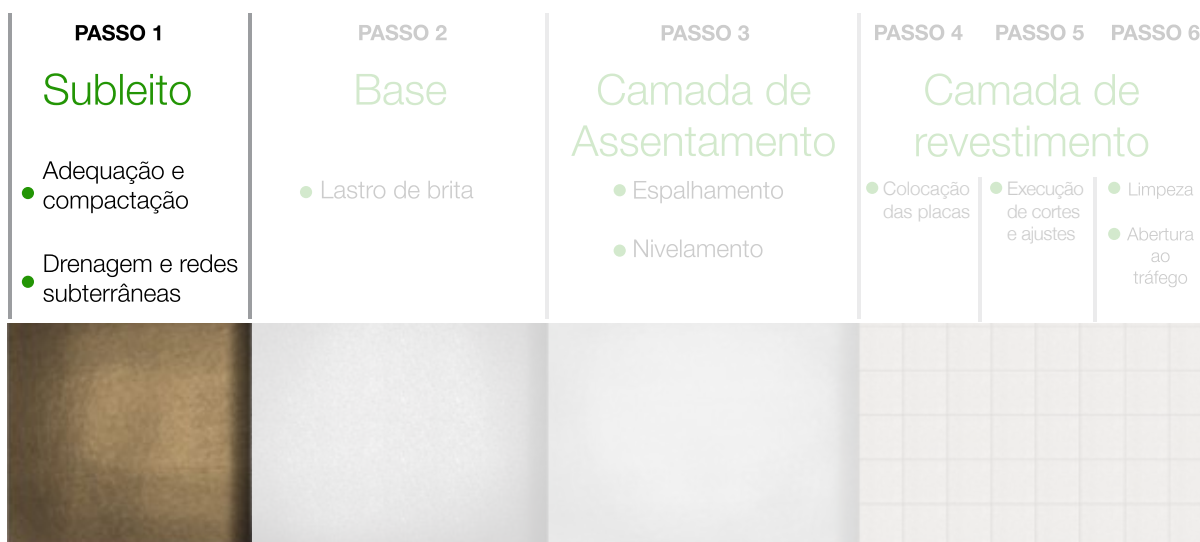 PASSO 1
Subleito
Adequação e
compactação
Drenagem e redes
subterrâneas
PASSO 2
Base
Lastro de brita
PASSO 3
Camada de
Assentamento
Espalhamento
Nivelamento
PASSO 4
PASSO 5
PASSO 6
Camada de
revestimento
Colocação
das placas
Execução
de cortes
e ajustes
Limpeza
Abertura
ao
tráfego